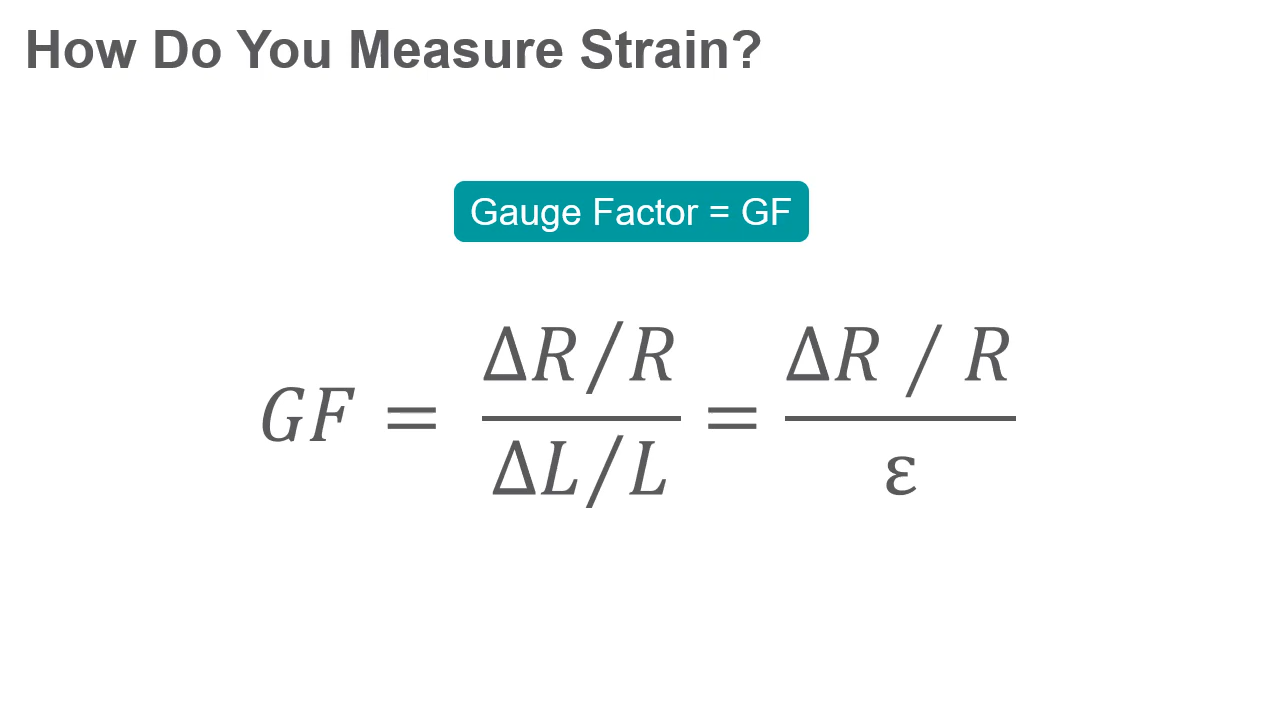 How Do You Measure Strain?
Gauge Factor = GF
GF = ΔR/R / ΔL/L = ΔR / R / ε